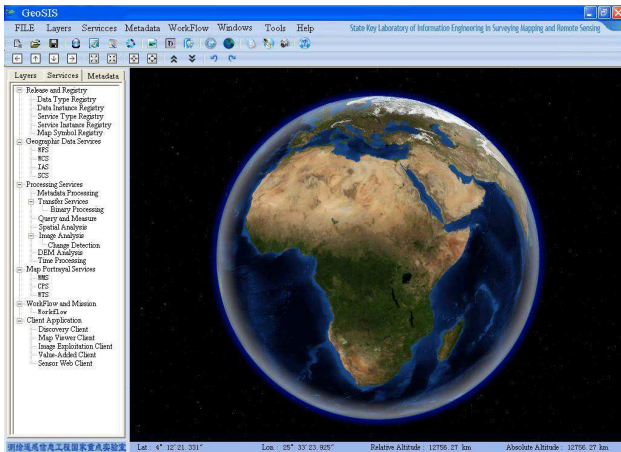 GeoSIS
FILE Layers Servicces Metadata WorkFlow Windows Tools Help State Key Laboratory of Information Engineering in Surveying Mapping and Remote Sensing
Layers Servicces Metadata
Release and Registry
Data Type Registry
Data Instance Registry
Service Type Registry
Service Instance Registry
Map Symbol Registry
Geographic Data Services
WFS
WCS
IAS
SCS
Processing Services
Metadata Processing
Transfer Services
Binary Processing
Query and Measure
Spatial Analysis
Image Analysis
Change Detection
DEM Analysis
Time Processing
Map Portrayal Services
WMS
CPS
WTS
WorkFlow and Mission
Workflow
Client Application
Discovery Client
Map Viewer Client
Image Exploitation Client
Value-Added Client
Sensor Web Client
测绘遥感信息工程国家重点实验室 Lat: 4° 12'21.331" Lon: 25° 33'23.925" Relative Altitude: 12756.27 km Absolute Altitude: 12756.27 km